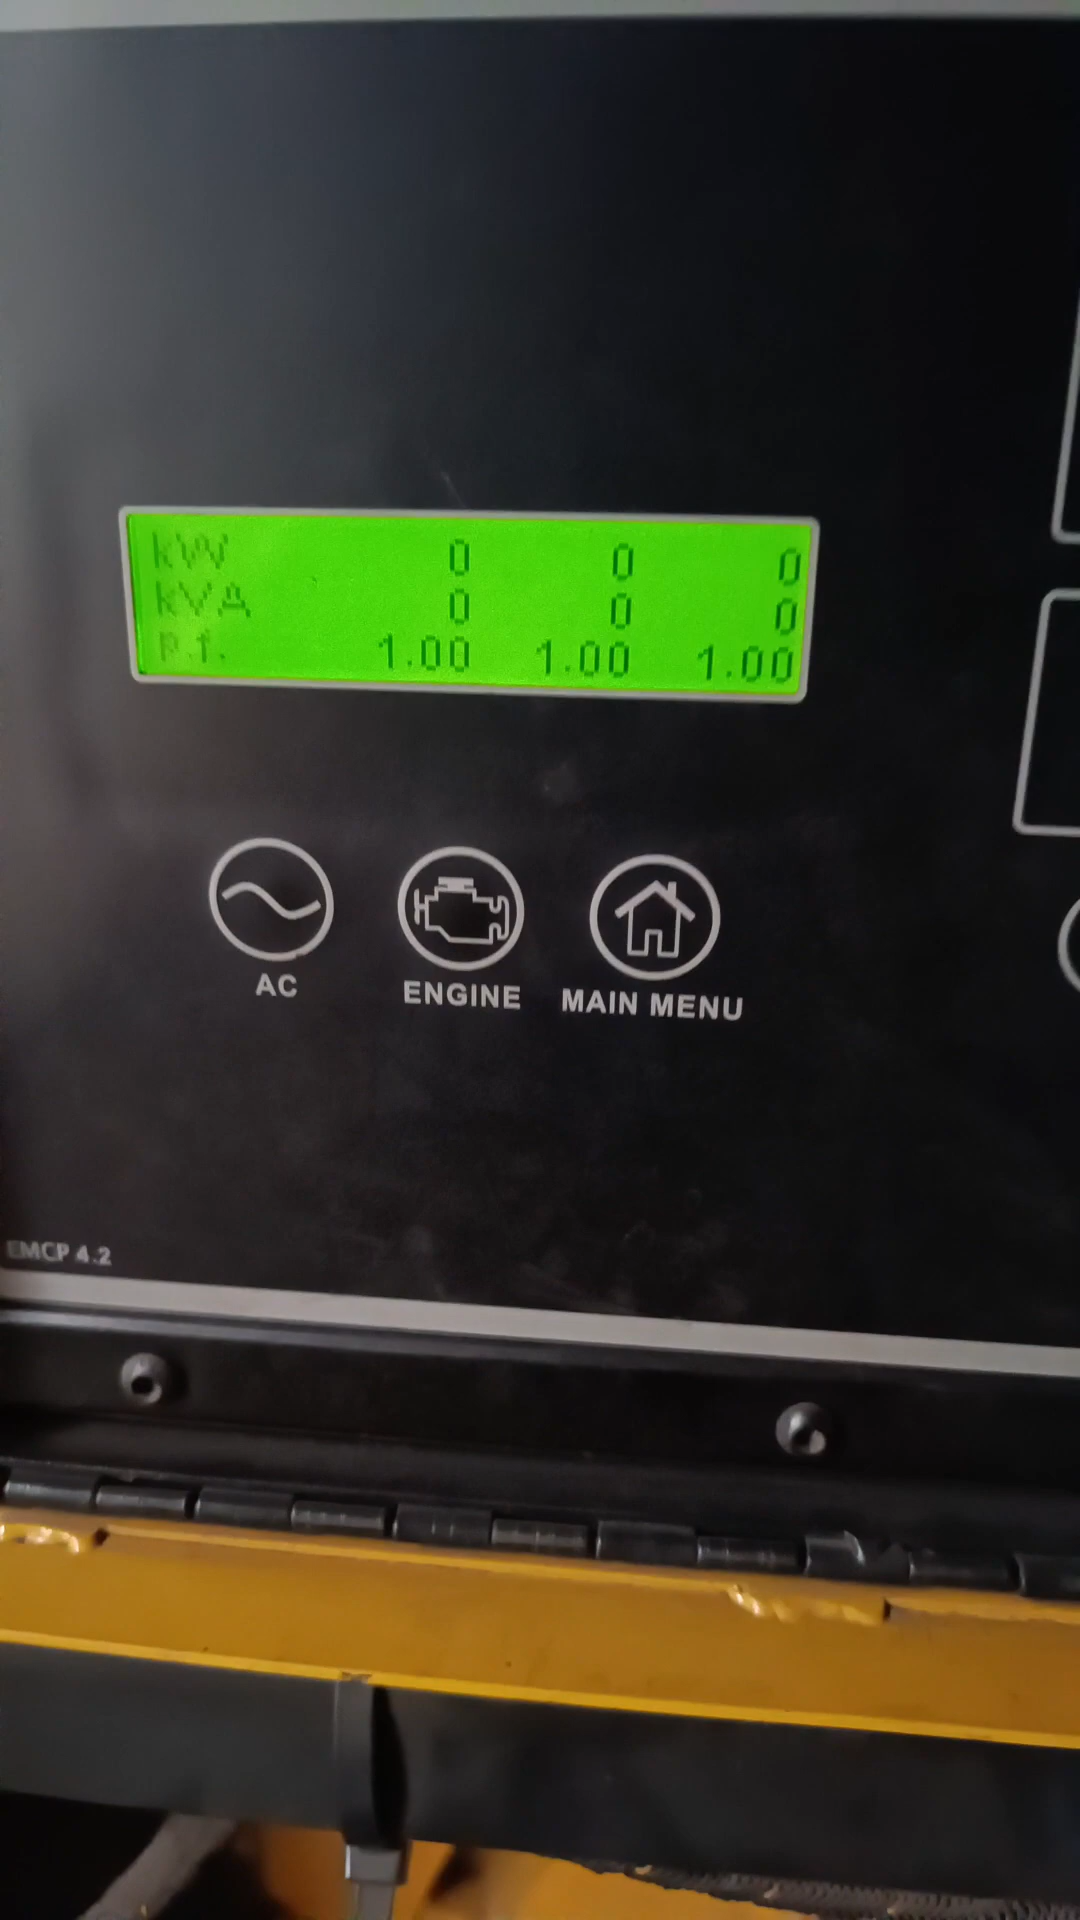 kW 0 0 0
kVA 0 0 0
P.f. 1.00 1.00 1.00
AC
ENGINE
MAIN MENU
EMCP 4.2